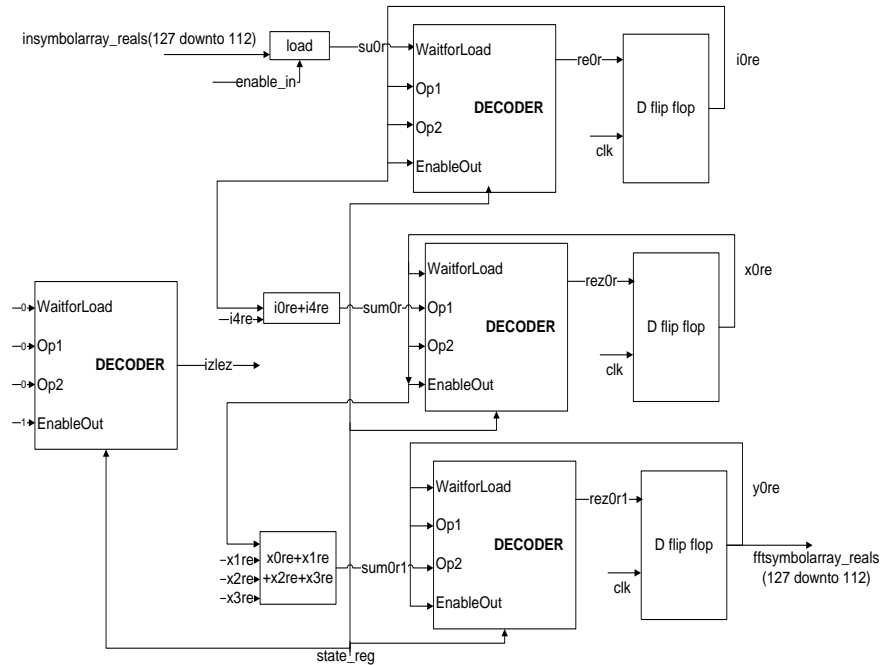 insymbolarray_reals(127 downto 112)
load
su0r
enable_in
WaitforLoad
Op1
Op2
EnableOut
DECODER
re0r
D flip flop
clk
i0re
i0re+i4re
i4re
sum0r
WaitforLoad
Op1
Op2
EnableOut
DECODER
rez0r
D flip flop
clk
x0re
0
WaitforLoad
0
Op1
0
Op2
1
EnableOut
DECODER
izlez
x0re+x1re
+x2re+x3re
x1re
x2re
x3re
sum0r1
WaitforLoad
Op1
Op2
EnableOut
DECODER
rez0r1
D flip flop
clk
y0re
fftsymbolarray_reals
(127 downto 112)
state_reg